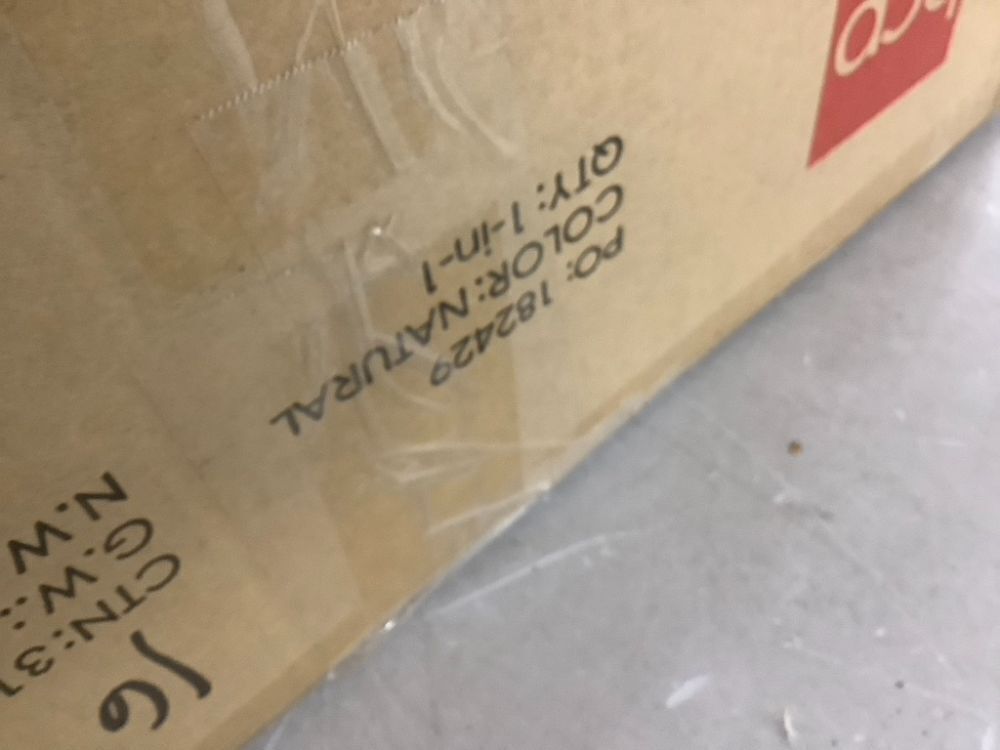 PO: 182429
COLOR: NATURAL
QTY: 1-in-1
CTN:31
G.W.:
N.W